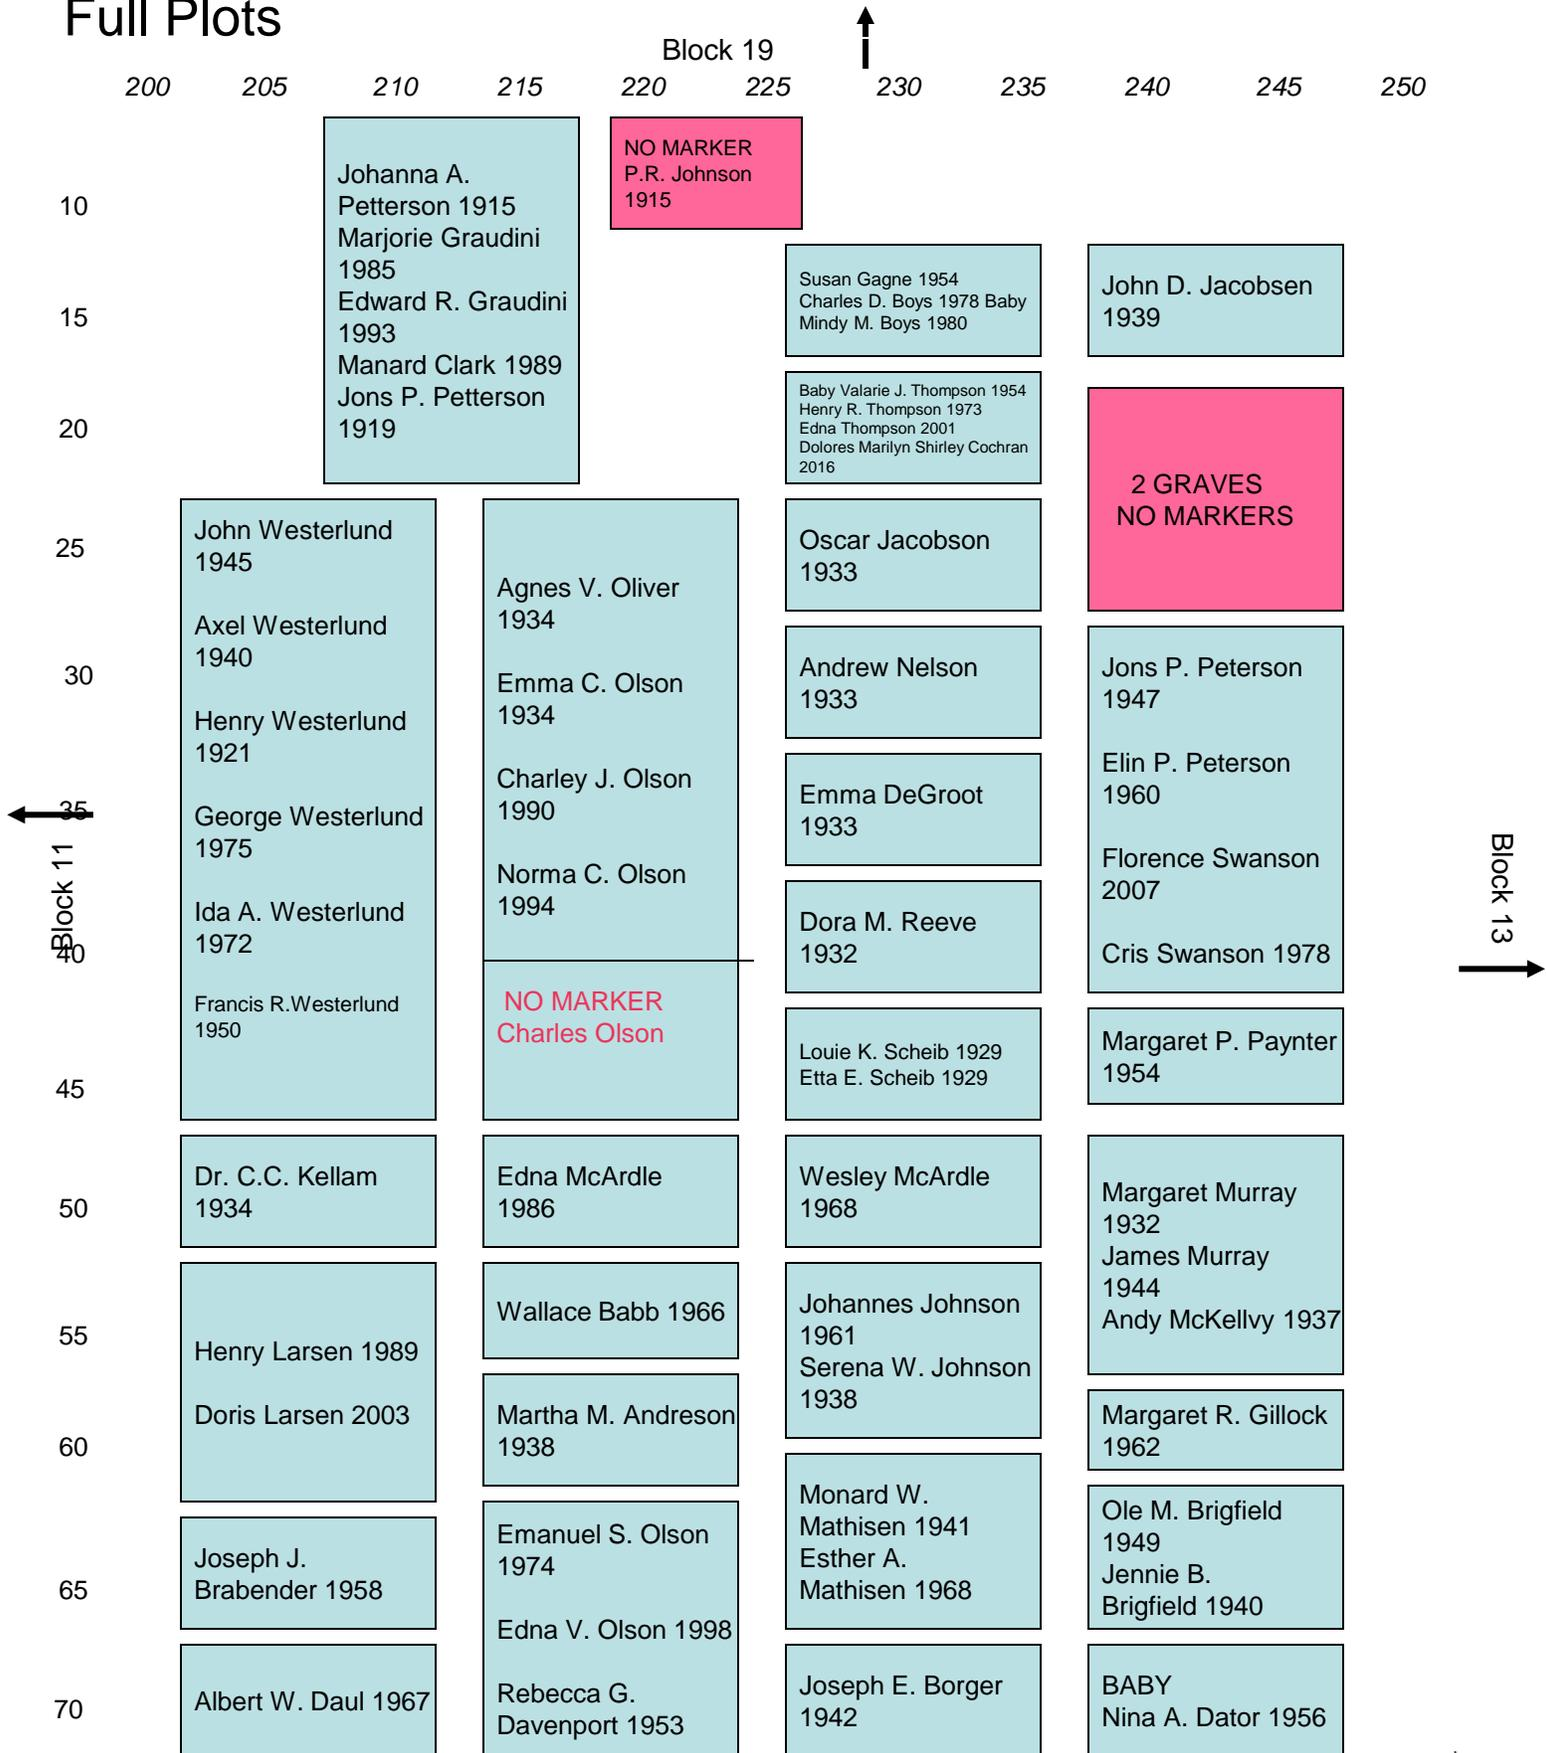 Full Plots
Block 19
200 205 210 215 220 225 230 235 240 245 250
10
15
20
25
30
35
40
45
50
55
60
65
70
Block 11
Johanna A.
Petterson 1915
Marjorie Graudini
1985
Edward R. Graudini
1993
Manard Clark 1989
Jons P. Petterson
1919
NO MARKER
P.R. Johnson
1915
John Westerlund
1945
Axel Westerlund
1940
Henry Westerlund
1921
George Westerlund
1975
Ida A. Westerlund
1972
Francis R.Westerlund
1950
Dr. C.C. Kellam
1934
Henry Larsen 1989
Doris Larsen 2003
Joseph J.
Brabender 1958
Albert W. Daul 1967
Agnes V. Oliver
1934
Emma C. Olson
1934
Charley J. Olson
1990
Norma C. Olson
1994
NO MARKER
Charles Olson
Edna McArdle
1986
Wallace Babb 1966
Martha M. Andreson
1938
Emanuel S. Olson
1974
Edna V. Olson 1998
Rebecca G.
Davenport 1953
Susan Gagne 1954
Charles D. Boys 1978 Baby
Mindy M. Boys 1980
Baby Valarie J. Thompson 1954
Henry R. Thompson 1973
Edna Thompson 2001
Dolores Marilyn Shirley Cochran
2016
Oscar Jacobson
1933
Andrew Nelson
1933
Emma DeGroot
1933
Dora M. Reeve
1932
Louie K. Scheib 1929
Etta E. Scheib 1929
Wesley McArdle
1968
Johannes Johnson
1961
Serena W. Johnson
1938
Monard W.
Mathisen 1941
Esther A.
Mathisen 1968
Joseph E. Borger
1942
John D. Jacobsen
1939
2 GRAVES
NO MARKERS
Jons P. Peterson
1947
Elin P. Peterson
1960
Florence Swanson
2007
Cris Swanson 1978
Margaret P. Paynter
1954
Margaret Murray
1932
James Murray
1944
Andy McKellvy 1937
Margaret R. Gillock
1962
Ole M. Brigfield
1949
Jennie B.
Brigfield 1940
BABY
Nina A. Dator 1956
Block 13